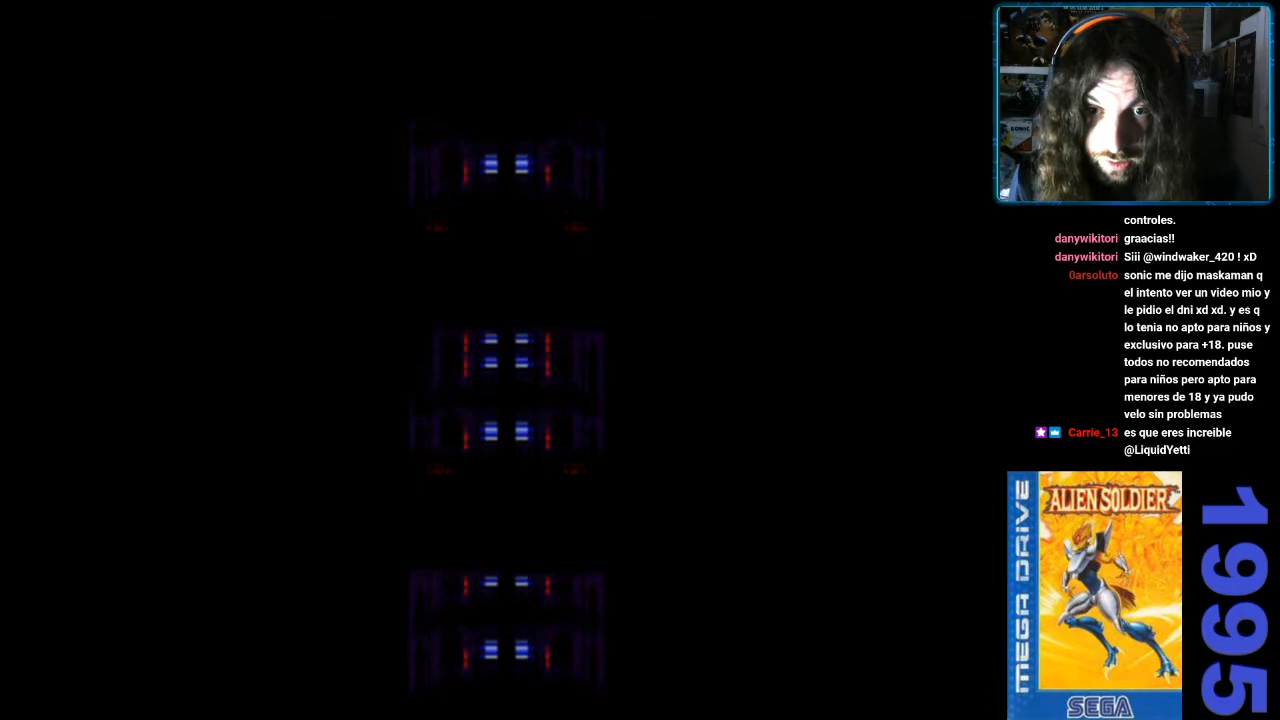 SONIC
controles.
danywikitori graacias!!
danywikitori Siii @windwaker_420 ! xD
0arsoluto sonic me dijo maskaman q
el intento ver un video mio y
le pidio el dni xd xd. y es q
lo tenia no apto para niños y
exclusivo para +18. puse
todos no recomendados
para niños pero apto para
menores de 18 y ya pudo
velo sin problemas
Carrie_13 es que eres increible
@LiquidYetti
MEGA DRIVE
ALIEN SOLDIER
SEGA
1995